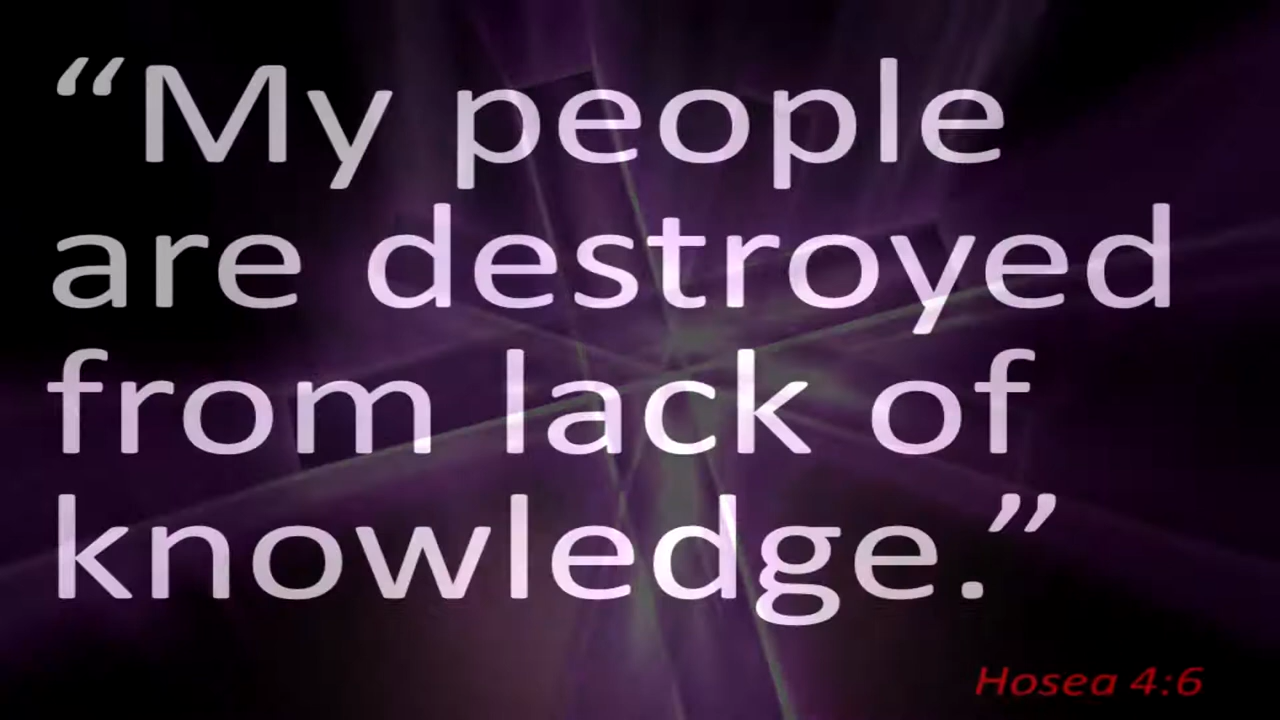 “My people
are destroyed
from lack of
knowledge.”
Hosea 4:6